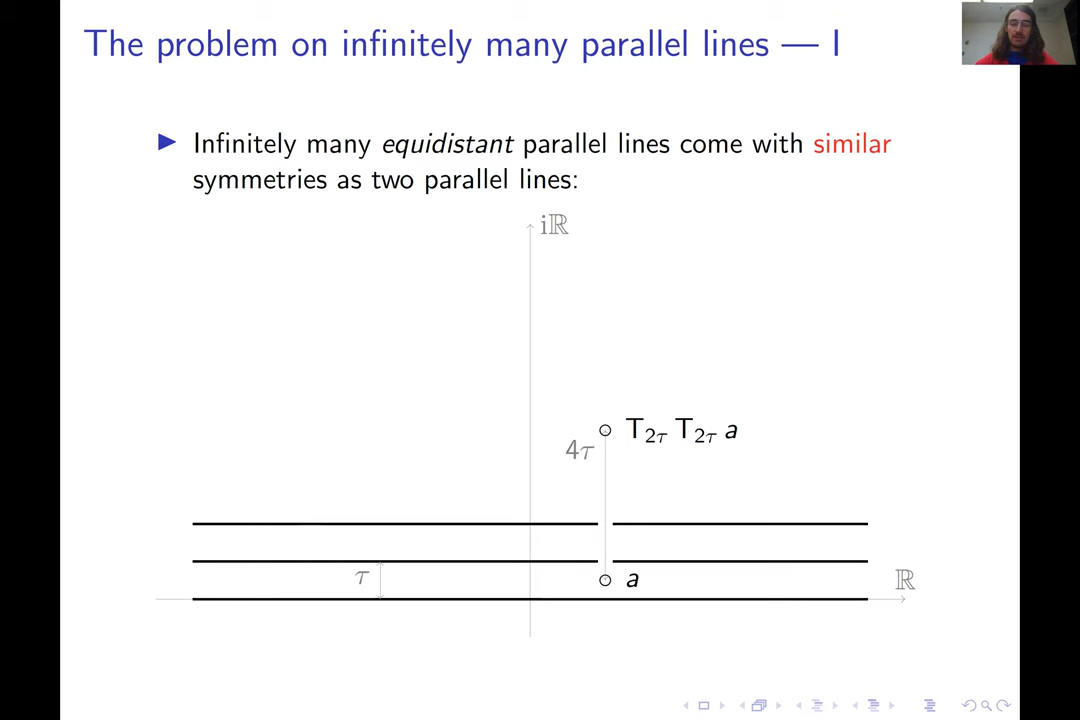 The problem on infinitely many parallel lines — I
▶ Infinitely many equidistant parallel lines come with similar
symmetries as two parallel lines:
iℝ
T₂τ T₂τ a
4τ
τ
a
ℝ